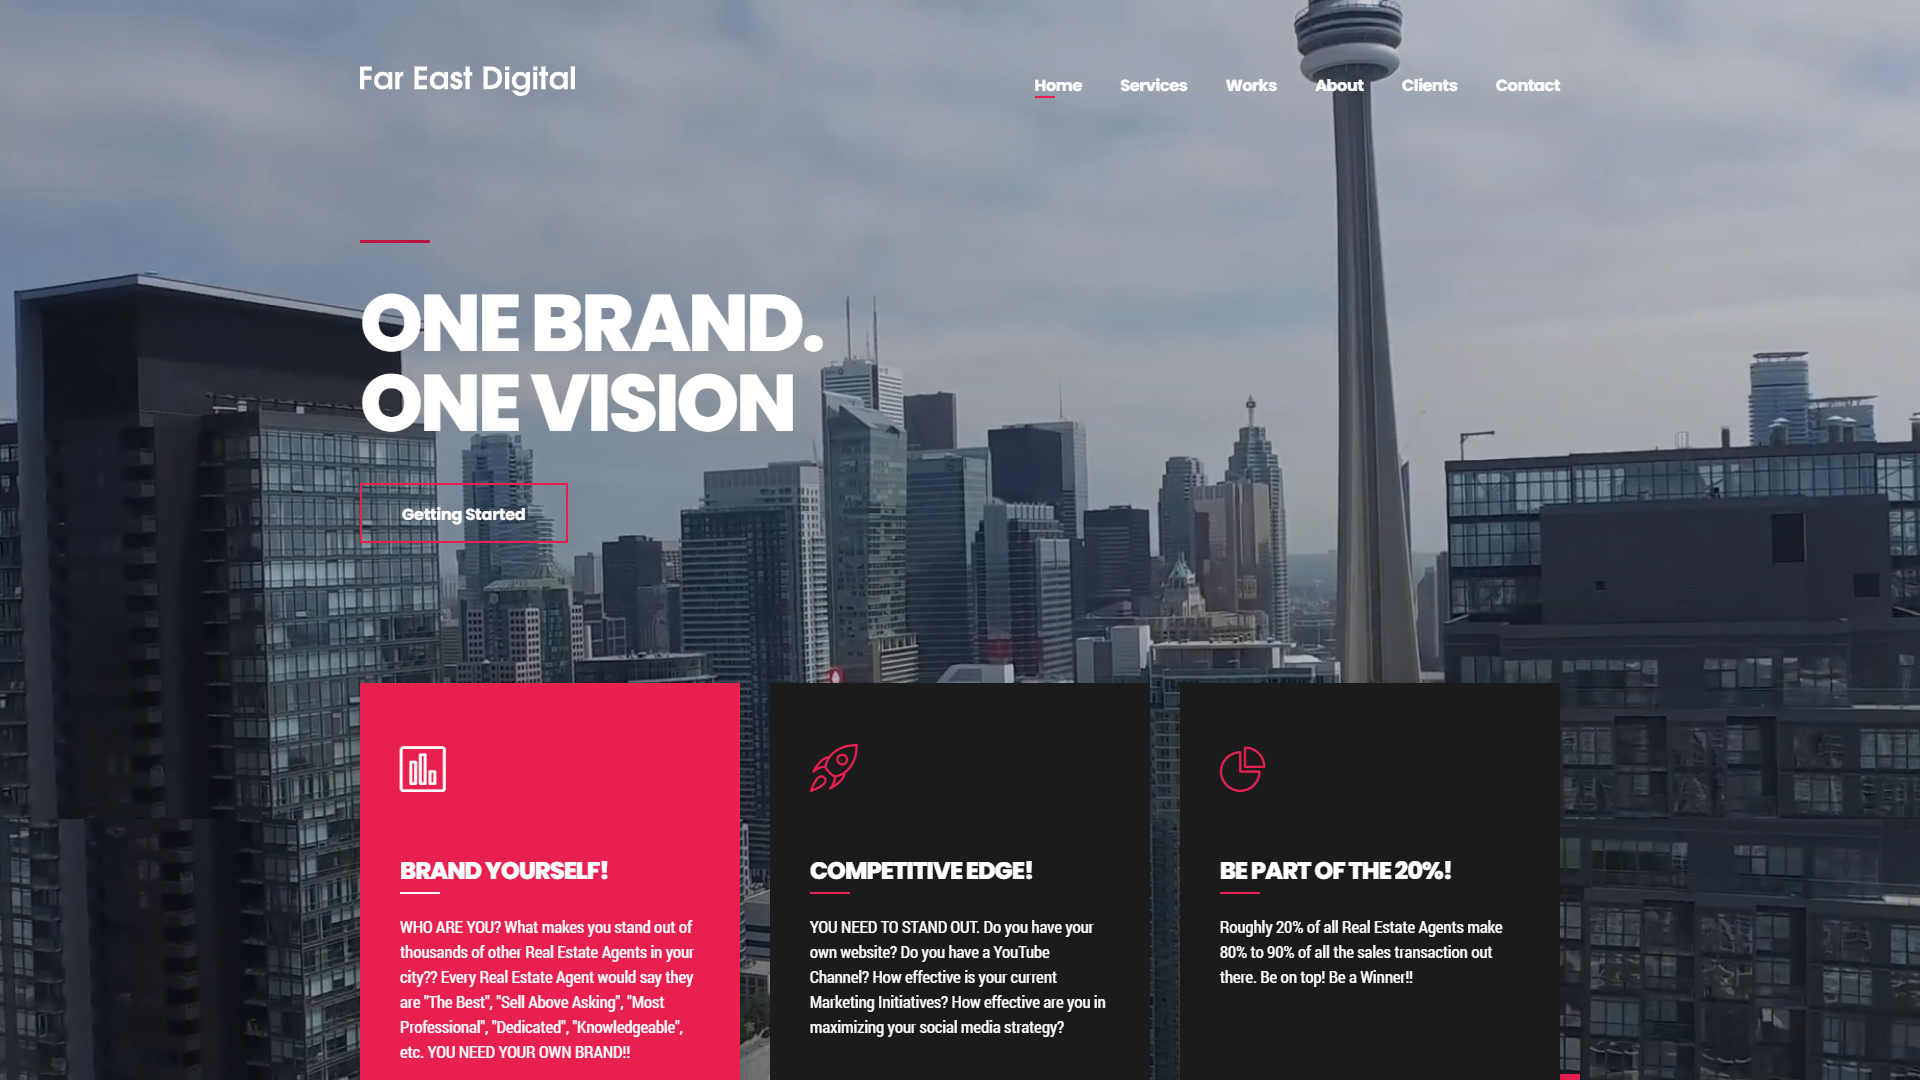 Far East Digital
Home Services Works About Clients Contact
ONE BRAND.
ONE VISION
Getting Started
BRAND YOURSELF!
WHO ARE YOU? What makes you stand out of
thousands of other Real Estate Agents in your
city?? Every Real Estate Agent would say they
are "The Best", "Sell Above Asking", "Most
Professional", "Dedicated", "Knowledgeable",
etc. YOU NEED YOUR OWN BRAND!!
COMPETITIVE EDGE!
YOU NEED TO STAND OUT. Do you have your
own website? Do you have a YouTube
Channel? How effective is your current
Marketing Initiatives? How effective are you in
maximizing your social media strategy?
BE PART OF THE 20%!
Roughly 20% of all Real Estate Agents make
80% to 90% of all the sales transaction out
there. Be on top! Be a Winner!!